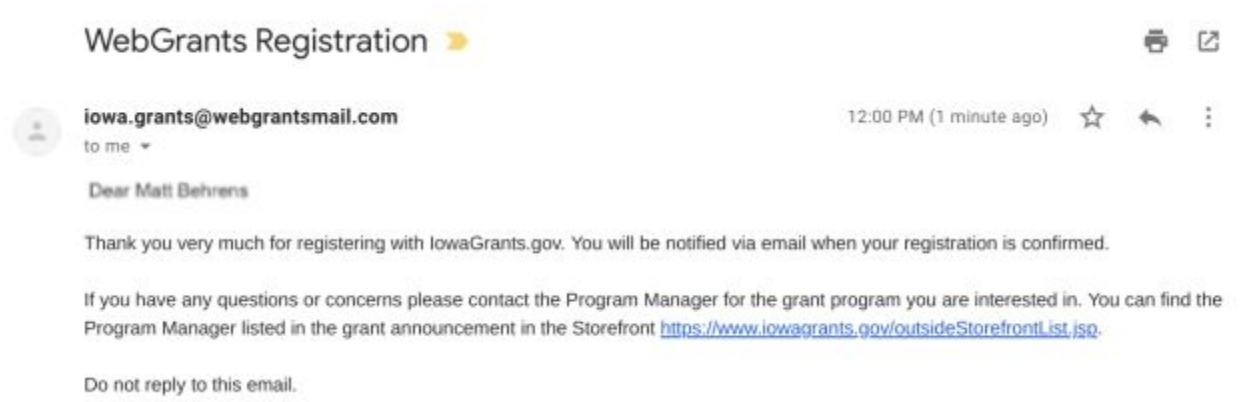 WebGrants Registration
iowa.grants@webgrantsmail.com
12:00 PM (1 minute ago)
to me
Dear Matt Behrens
Thank you very much for registering with IowaGrants.gov. You will be notified via email when your registration is confirmed.
If you have any questions or concerns please contact the Program Manager for the grant program you are interested in. You can find the
Program Manager listed in the grant announcement in the Storefront https://www.iowagrants.gov/outsideStorefrontList.jsp.
Do not reply to this email.